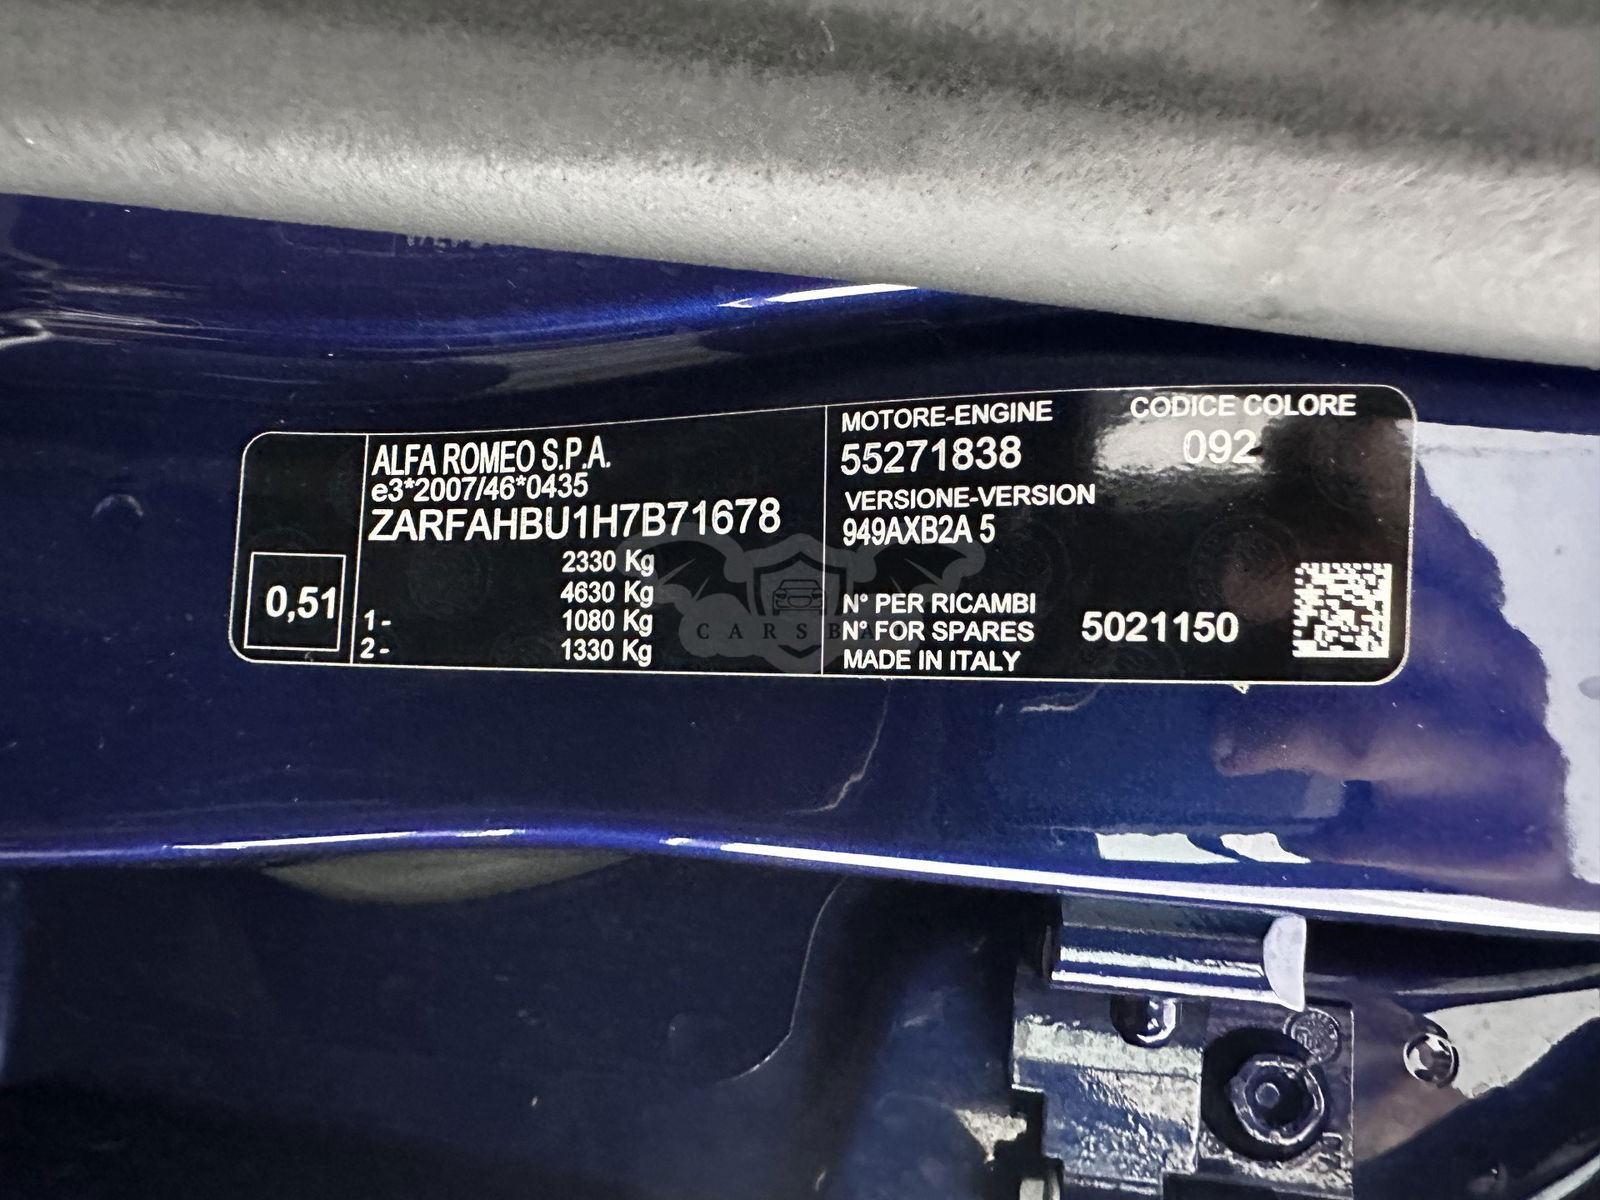 ALFA ROMEO S.P.A.
e3*2007/46*0435
ZARFAHBU1H7B71678
2330 Kg
4630 Kg
1- 1080 Kg
2- 1330 Kg
0,51
MOTORE-ENGINE
55271838
CODICE COLORE
092
VERSIONE-VERSION
949AXB2A 5
N° PER RICAMBI
N° FOR SPARES 5021150
MADE IN ITALY